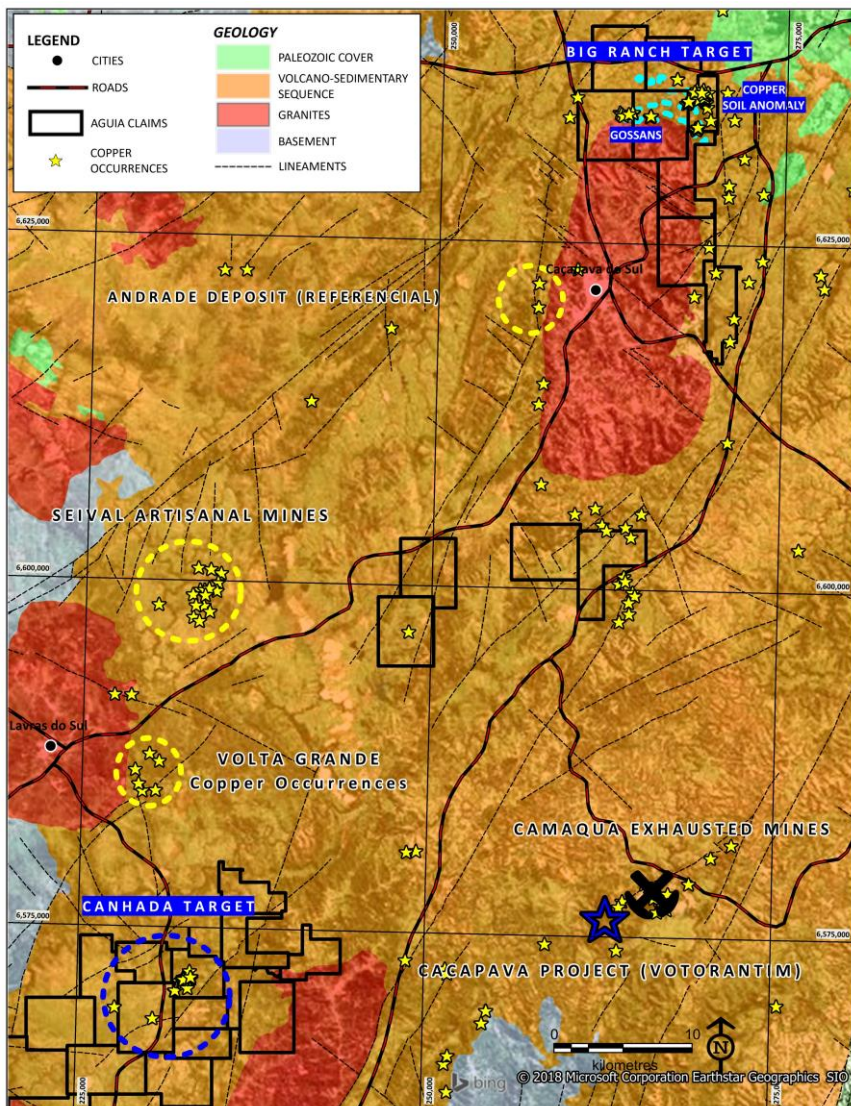 LEGEND
CITIES
ROADS
AGUIA CLAIMS
COPPER
OCCURRENCES
GEOLOGY
PALEOZOIC COVER
VOLCANO-SEDIMENTARY
SEQUENCE
GRANITES
BASEMENT
LINEAMENTS
250,000
275,000
BIG RANCH TARGET
COPPER
SOIL ANOMALY
GOSSANS
6,625,000
6,625,000
Caçapava do Sul
ANDRADE DEPOSIT (REFERENCIAL)
SEIVAL ARTISANAL MINES
6,600,000
6,600,000
Lavras do Sul
VOLTA GRANDE
Copper Occurrences
CAMAQUA EXHAUSTED MINES
CANHADA TARGET
6,575,000
6,575,000
CAÇAPAVA PROJECT (VOTORANTIM)
0 10
kilometres
N
225,000
250,000
275,000
bing
© 2018 Microsoft Corporation Earthstar Geographics SIO